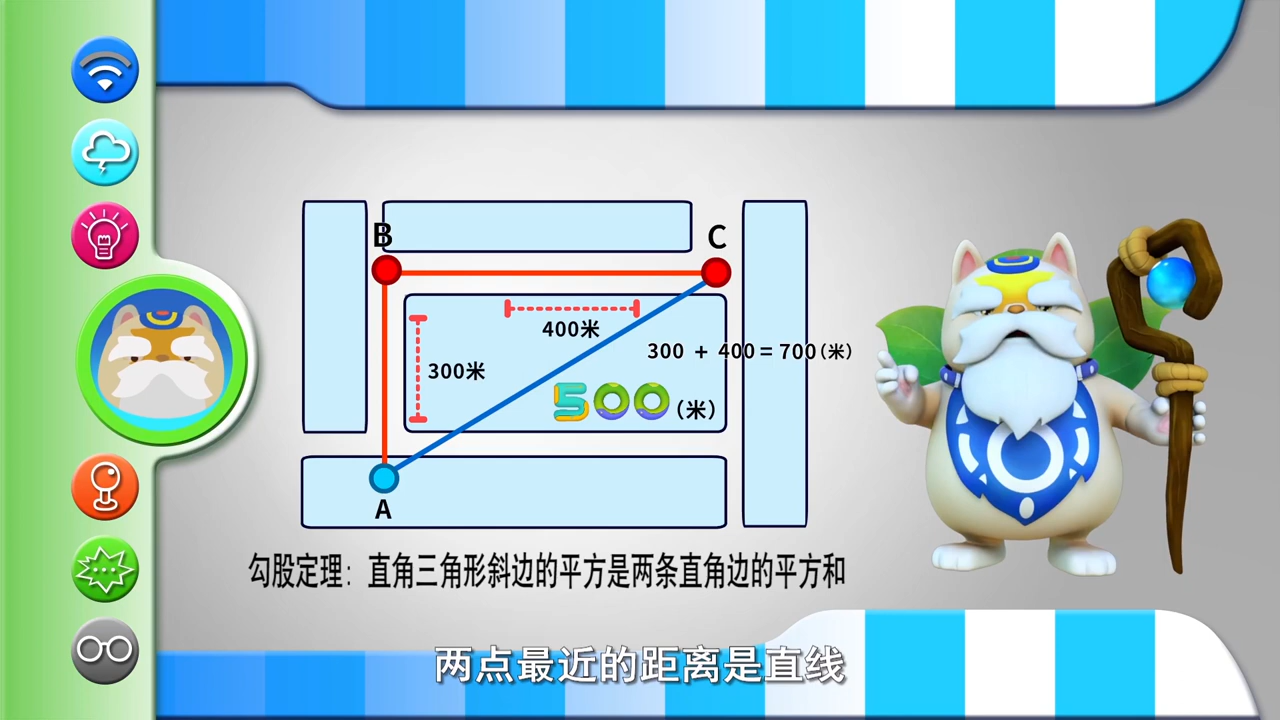 B
C
400米
300 + 400 = 700(米)
300米
500(米)
A
勾股定理：直角三角形斜边的平方是两条直角边的平方和
两点最近的距离是直线